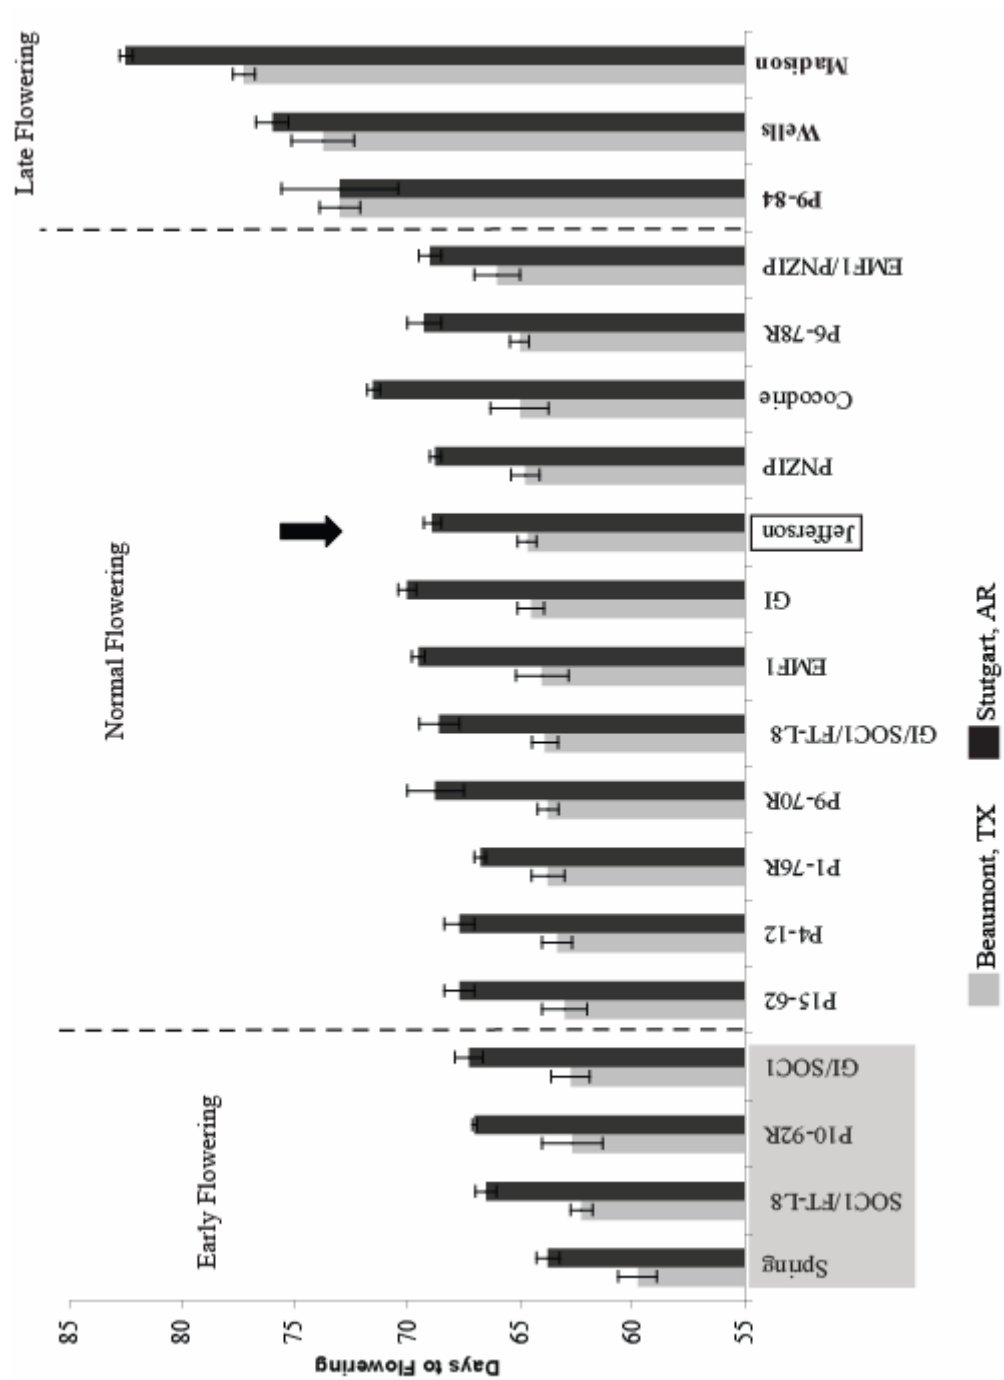 Early Flowering
Normal Flowering
Late Flowering
Days to Flowering
85
80
75
70
65
60
55
Spring
SOC1/FT-L8
P10-92R
GI/SOC1
P15-62
P4-12
P1-76R
P9-70R
GI/SOC1/FT-L8
EMF1
GI
Jefferson
PNZIP
Cocodrie
P6-78R
EMF1/PNZIP
P9-84
Wells
Madison
Beaumont, TX
Stutgart, AR